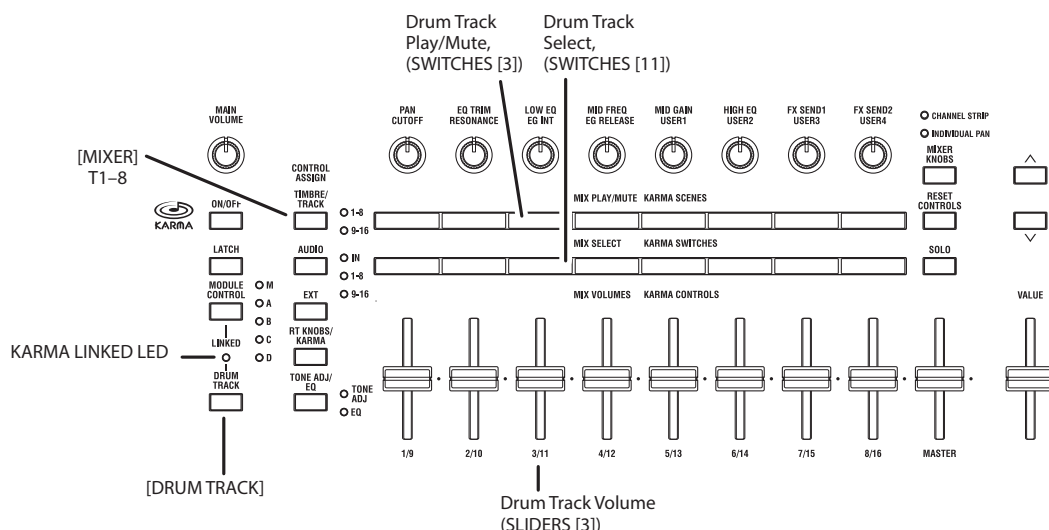 Drum Track
Play/Mute,
(SWITCHES [3])
Drum Track
Select,
(SWITCHES [11])
MAIN
VOLUME
PAN
CUTOFF
EQ TRIM
RESONANCE
LOW EQ
EG INT
MID FREQ
EG RELEASE
MID GAIN
USER1
HIGH EQ
USER2
FX SEND1
USER3
FX SEND2
USER4
CHANNEL STRIP
INDIVIDUAL PAN
MIXER
KNOBS
[MIXER]
T1–8
CONTROL
ASSIGN
TIMBRE/
TRACK
1-8
9-16
MIX PLAY/MUTE KARMA SCENES
RESET
CONTROLS
KARMA
ON/OFF
LATCH
AUDIO
IN
1-8
9-16
MIX SELECT KARMA SWITCHES
SOLO
MODULE
CONTROL
M
A
B
C
D
EXT
MIX VOLUMES KARMA CONTROLS
VALUE
RT KNOBS/
KARMA
KARMA LINKED LED
LINKED
DRUM
TRACK
TONE ADJ/
EQ
TONE
ADJ
EQ
1/9
2/10
3/11
4/12
5/13
6/14
7/15
8/16
MASTER
[DRUM TRACK]
Drum Track Volume
(SLIDERS [3])